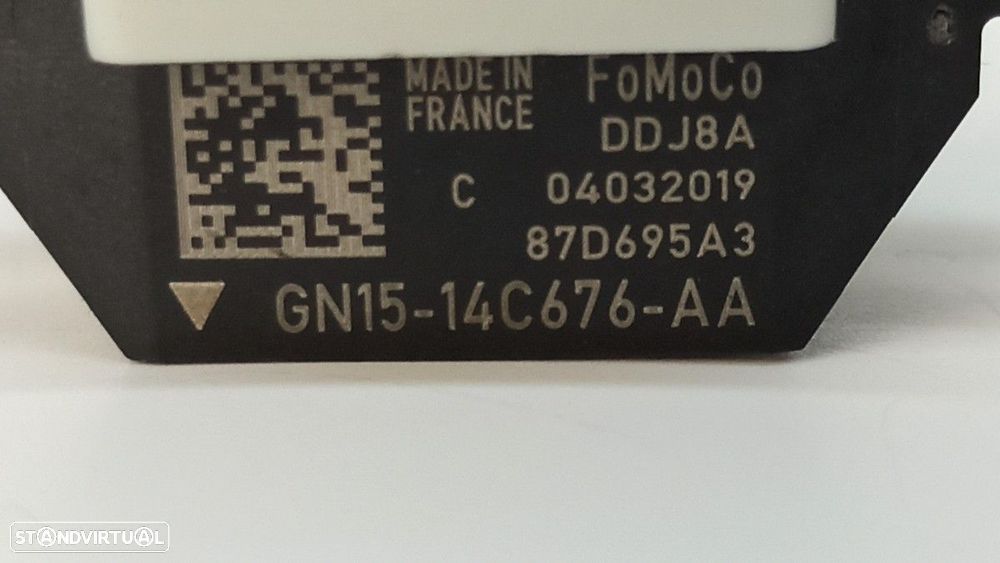 MADE IN
FRANCE
FoMoCo
DDJ8A
C 04032019
87D695A3
GN15-14C676-AA
STANDVIRTUAL